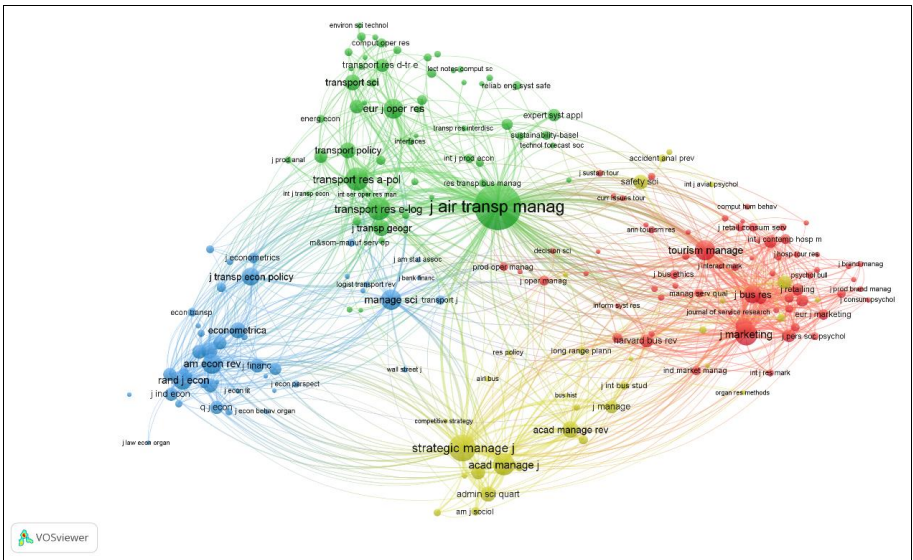 environ sci technol
comput oper res
transport res d-tr e
lect notes comput sc
transport sci
reliab eng syst safe
eur j oper res
energ econ
expert syst appl
transp res interdisc
sustainability-basel
interfaces
technol forecast soc
transport policy
j prod anal
int j prod econ
accident anal prev
j sustain tour
transport res a-pol
res transp bus manag
safety sci
int j aviat psychol
int j transp econ
int ser oper res man
curr issues tour
transport res e-log
j air transp manag
comput hum behav
j transp geogr
ann tourism res
j retail consum serv
m&som-manuf serv op
int j contemp hosp m
decision sci
tourism manage
j econometrics
j am stat assoc
j hosp tour res
j interact mark
prod oper manag
j brand manag
j transp econ policy
j bank financ
j bus ethics
psychol bull
logist transport rev
j oper manag
manag serv qual
j bus res
j retailing
j prod brand manag
manage sci
transport j
j consum psychol
inform syst res
journal of service research
econ transp
eur j marketing
econometrica
j marketing
j pers soc psychol
harvard bus rev
res policy
long range plann
am econ rev
j financ
wall street j
ind market manag
int j res mark
rand j econ
airl bus
j econ perspect
j int bus stud
j ind econ
j econ lit
bus hist
organ res methods
q j econ
j econ behav organ
j manage
competitive strategy
acad manage rev
j law econ organ
strategic manage j
acad manage j
admin sci quart
am j sociol
VOSviewer